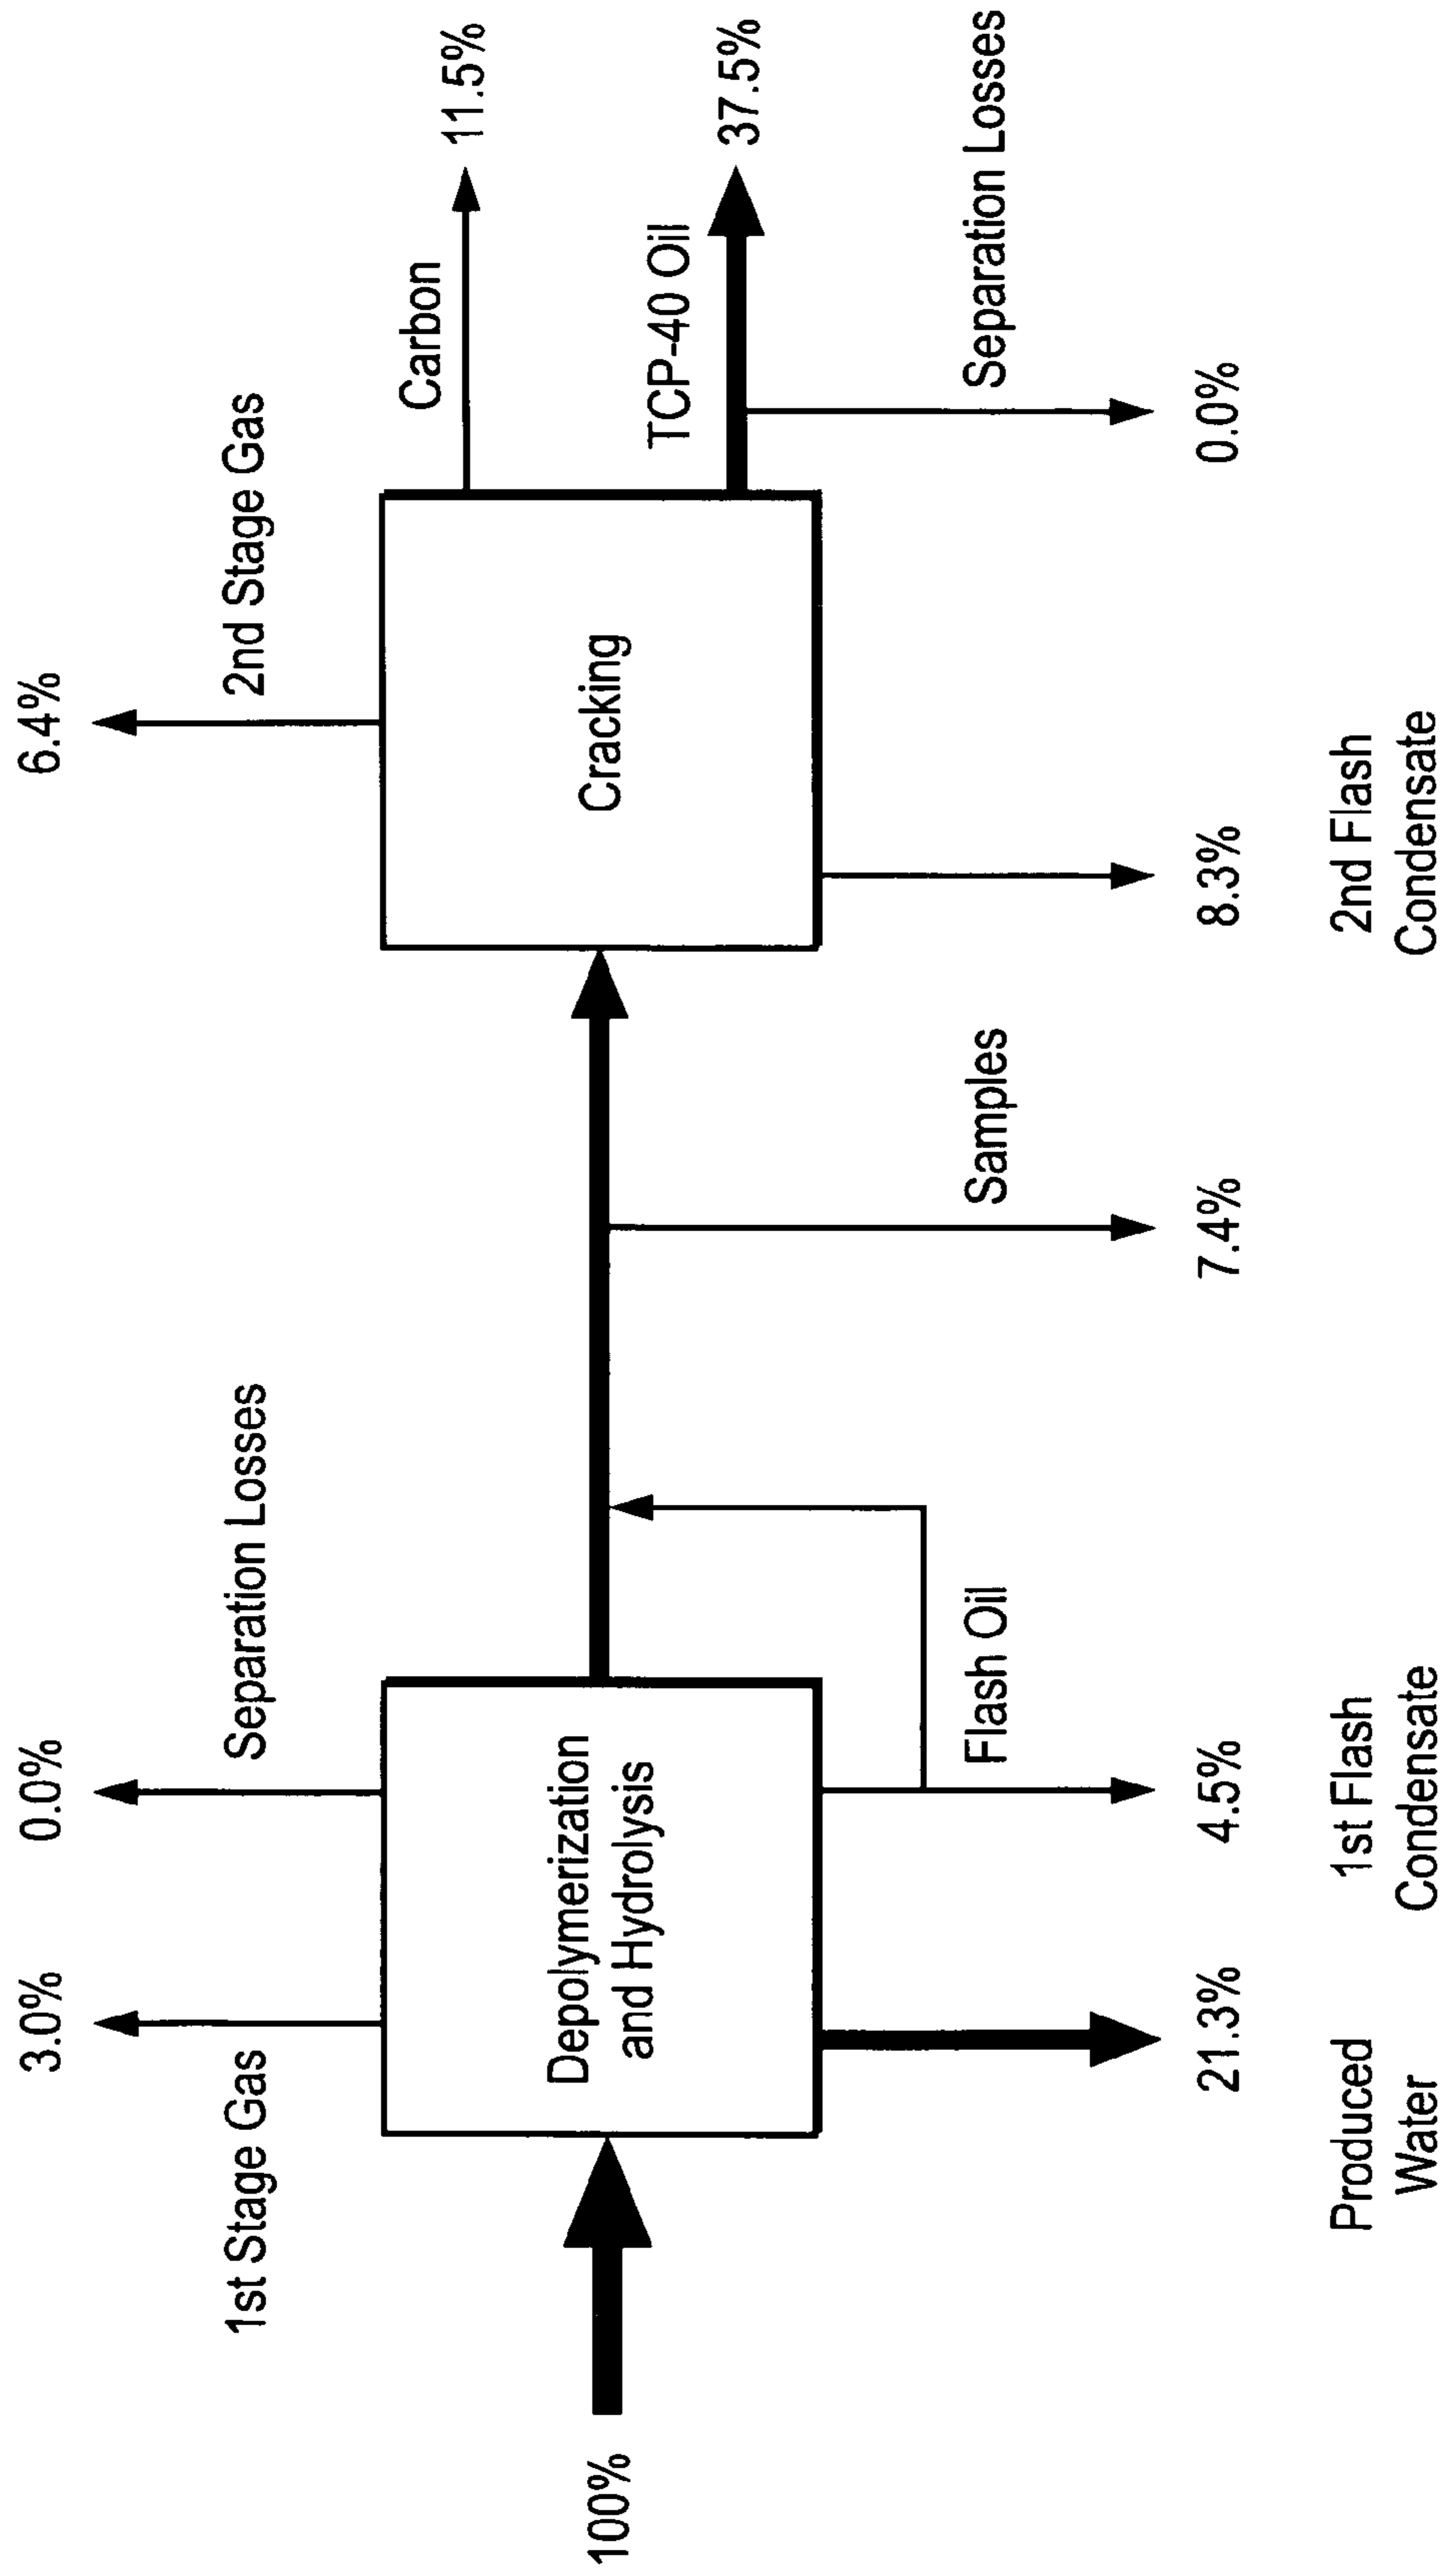 3.0%
0.0%
6.4%
1st Stage Gas
Separation Losses
2nd Stage Gas
Carbon
11.5%
100%
Depolymerization
and Hydrolysis
Cracking
TCP-40 Oil
37.5%
Flash Oil
Samples
Separation Losses
21.3%
4.5%
7.4%
8.3%
0.0%
Produced
Water
1st Flash
Condensate
2nd Flash
Condensate